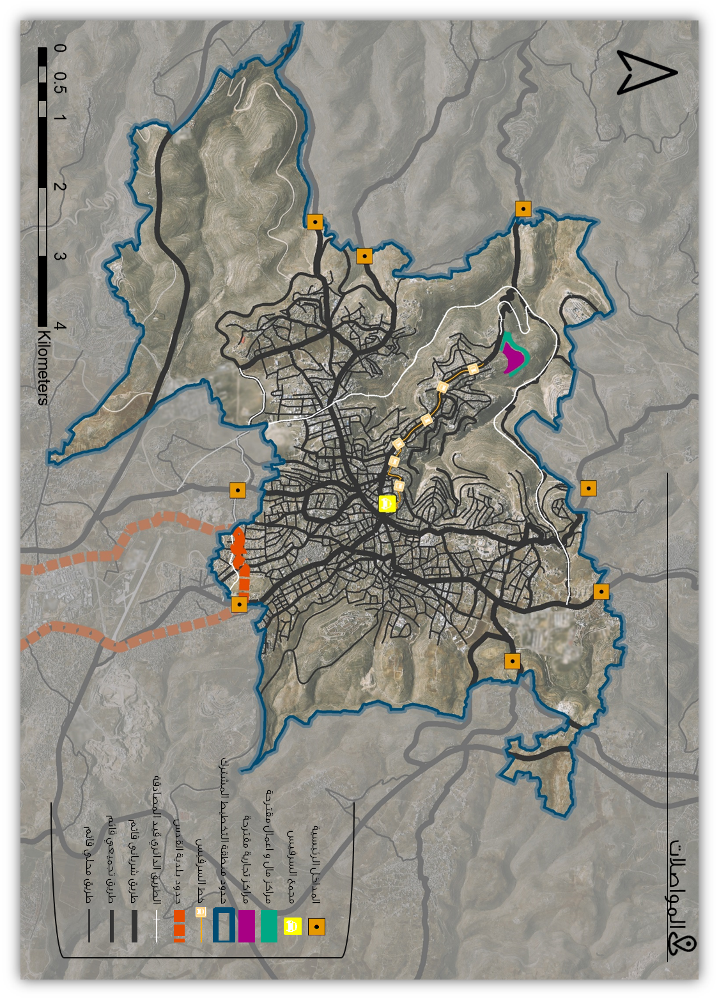 المواصلات
المداخل الرئيسية
مجمع السرفيس
مراكز مال و اعمال مقترحة
مراكز تجارية مقترحة
حدود منطقة التخطيط المشترك
خط السرفيس
حدود بلدية القدس
الطريق الدائري قيد المصادقة
طريق شرياني قائم
طريق تجميعي قائم
طريق محلي قائم
0 0.5 1 2 3 4
Kilometers